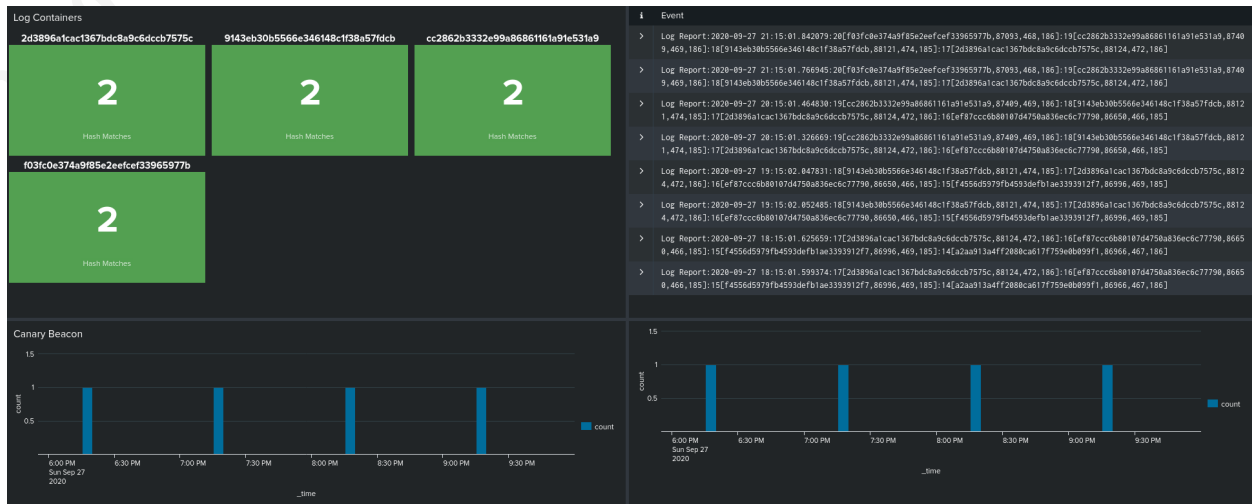 Log Containers
2d3896a1cac1367bdc8a9c6dccb7575c 9143eb30b5566e346148c1f38a57fdcb cc2862b3332e99a86861161a91e531a9
2 2 2
Hash Matches Hash Matches Hash Matches
f03fc0e374a9f85e2eefcef33965977b
2
Hash Matches
i Event
> Log Report:2020-09-27 21:15:01.842079:20[f03fc0e374a9f85e2eefcef33965977b,87093,468,186]:19[cc2862b3332e99a86861161a91e531a9,8740
9,469,186]:18[9143eb30b5566e346148c1f38a57fdcb,88121,474,185]:17[2d3896a1cac1367bdc8a9c6dccb7575c,88124,472,186]
> Log Report:2020-09-27 21:15:01.766945:20[f03fc0e374a9f85e2eefcef33965977b,87093,468,186]:19[cc2862b3332e99a86861161a91e531a9,8740
9,469,186]:18[9143eb30b5566e346148c1f38a57fdcb,88121,474,185]:17[2d3896a1cac1367bdc8a9c6dccb7575c,88124,472,186]
> Log Report:2020-09-27 20:15:01.464830:19[cc2862b3332e99a86861161a91e531a9,87409,469,186]:18[9143eb30b5566e346148c1f38a57fdcb,8812
1,474,185]:17[2d3896a1cac1367bdc8a9c6dccb7575c,88124,472,186]:16[ef87ccc6b80107d4750a836ec6c77790,86650,466,185]
> Log Report:2020-09-27 20:15:01.326669:19[cc2862b3332e99a86861161a91e531a9,87409,469,186]:18[9143eb30b5566e346148c1f38a57fdcb,8812
1,474,185]:17[2d3896a1cac1367bdc8a9c6dccb7575c,88124,472,186]:16[ef87ccc6b80107d4750a836ec6c77790,86650,466,185]
> Log Report:2020-09-27 19:15:02.047831:18[9143eb30b5566e346148c1f38a57fdcb,88121,474,185]:17[2d3896a1cac1367bdc8a9c6dccb7575c,8812
4,472,186]:16[ef87ccc6b80107d4750a836ec6c77790,86650,466,185]:15[f4556d5979fb4593defb1ae3393912f7,86996,469,185]
> Log Report:2020-09-27 19:15:02.052485:18[9143eb30b5566e346148c1f38a57fdcb,88121,474,185]:17[2d3896a1cac1367bdc8a9c6dccb7575c,8812
4,472,186]:16[ef87ccc6b80107d4750a836ec6c77790,86650,466,185]:15[f4556d5979fb4593defb1ae3393912f7,86996,469,185]
> Log Report:2020-09-27 18:15:01.625659:17[2d3896a1cac1367bdc8a9c6dccb7575c,88124,472,186]:16[ef87ccc6b80107d4750a836ec6c77790,8665
0,466,185]:15[f4556d5979fb4593defb1ae3393912f7,86996,469,185]:14[a2aa913a4ff2080ca617f759e0b099f1,86966,467,186]
> Log Report:2020-09-27 18:15:01.599374:17[2d3896a1cac1367bdc8a9c6dccb7575c,88124,472,186]:16[ef87ccc6b80107d4750a836ec6c77790,8665
0,466,185]:15[f4556d5979fb4593defb1ae3393912f7,86996,469,185]:14[a2aa913a4ff2080ca617f759e0b099f1,86966,467,186]
Canary Beacon
1.5
1
0.5
count
count
6:00 PM 6:30 PM 7:00 PM 7:30 PM 8:00 PM 8:30 PM 9:00 PM 9:30 PM
Sun Sep 27
2020
_time
1.5
1
0.5
count
count
6:00 PM 6:30 PM 7:00 PM 7:30 PM 8:00 PM 8:30 PM 9:00 PM 9:30 PM
Sun Sep 27
2020
_time